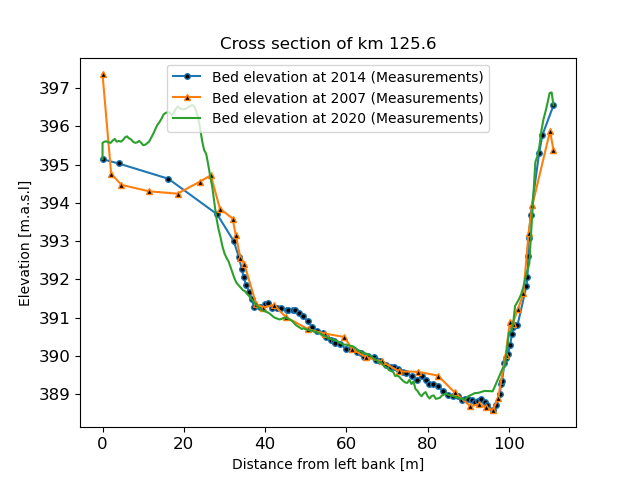 Cross section of km 125.6
Bed elevation at 2014 (Measurements)
Bed elevation at 2007 (Measurements)
Bed elevation at 2020 (Measurements)
Elevation [m.a.s.l]
397
396
395
394
393
392
391
390
389
0 20 40 60 80 100
Distance from left bank [m]